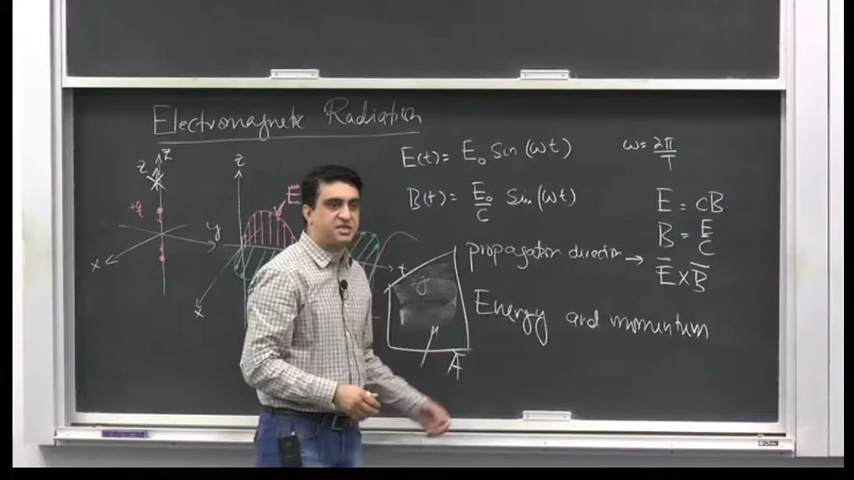 Electromagnetic Radiation
z z
+q
y
x
z
E
x
t
y
A
E(t) = E₀ Sin(ωt)
ω = 2π/T
B(t) = E₀/C Sin(ωt)
E = CB
B = E/C
propagation direction → E̅ × B̅
Energy and momentum